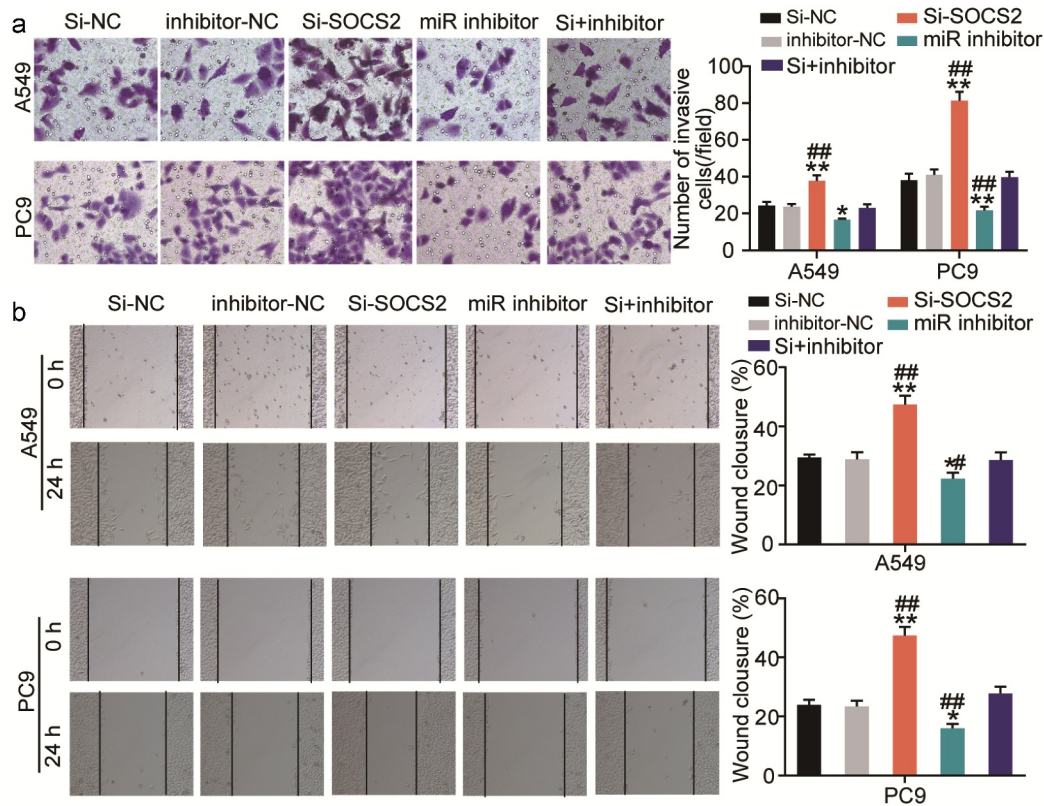 a
Si-NC inhibitor-NC Si-SOCS2 miR inhibitor Si+inhibitor
A549
PC9
Si-NC Si-SOCS2
inhibitor-NC miR inhibitor
Si+inhibitor
Number of invasive
cells(/field)
100
80
60
40
20
0
##
**
*
##
**
##
**
A549 PC9
b
Si-NC inhibitor-NC Si-SOCS2 miR inhibitor Si+inhibitor
A549
0 h
24 h
PC9
0 h
24 h
Si-NC Si-SOCS2
inhibitor-NC miR inhibitor
Si+inhibitor
Wound clousure (%)
60
40
20
0
##
**
*#
A549
Wound clousure (%)
60
40
20
0
##
**
##
*
PC9